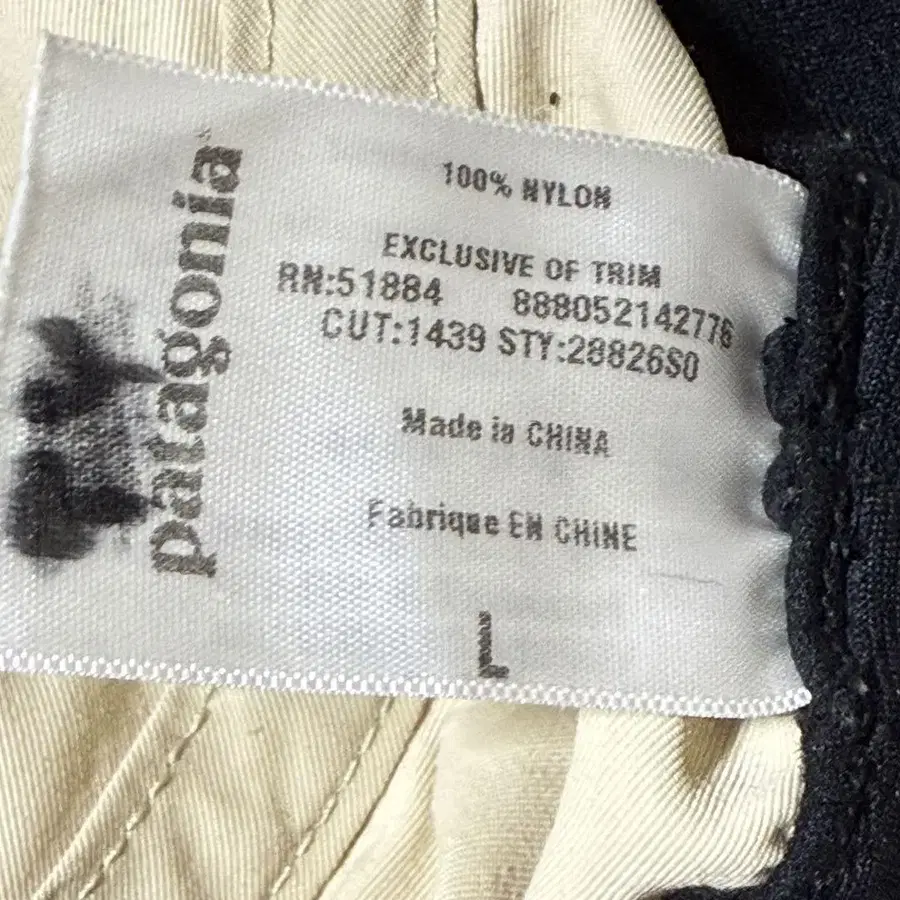 patagonia
100% NYLON
EXCLUSIVE OF TRIM
RN:51884 888052142776
CUT:1439 STY:28826S0
Made in CHINA
Fabrique EN CHINE
L